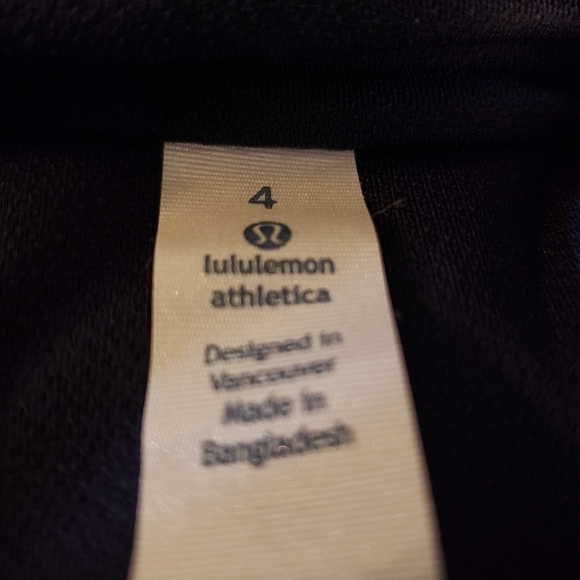 4
lululemon
athletica
Designed in
Vancouver
Made in
Bangladesh